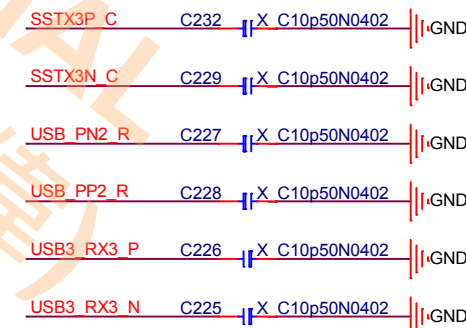 SSTX3P_C C232 X_C10p50N0402 GND
SSTX3N_C C229 X_C10p50N0402 GND
USB_PN2_R C227 X_C10p50N0402 GND
USB_PP2_R C228 X_C10p50N0402 GND
USB3_RX3_P C226 X_C10p50N0402 GND
USB3_RX3_N C225 X_C10p50N0402 GND